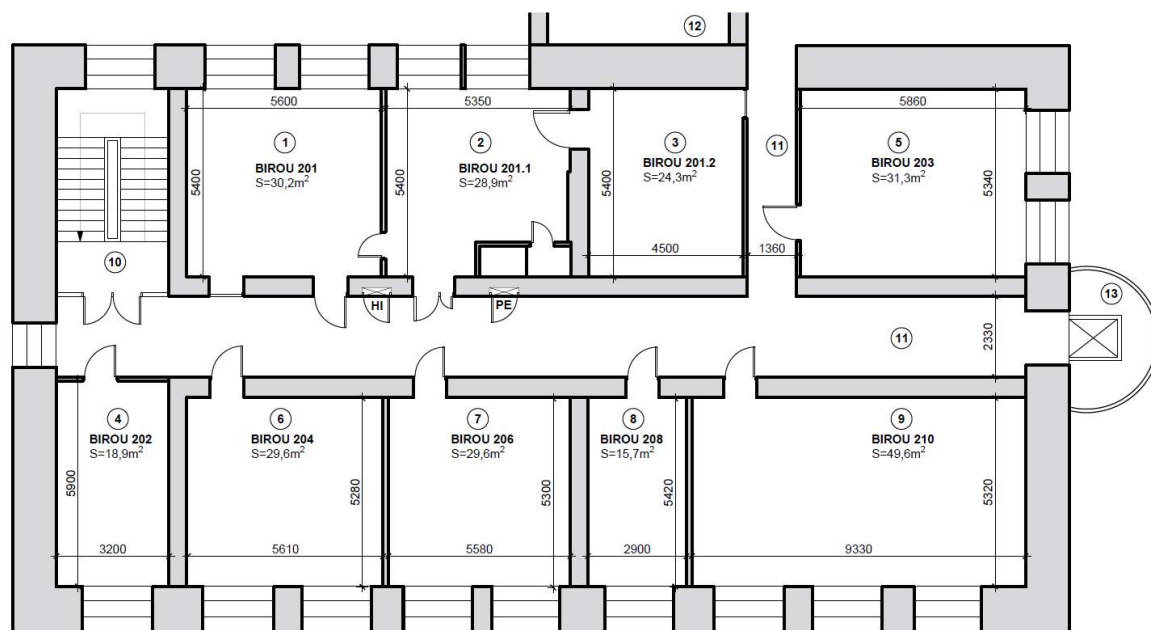 12
5600
5350
5860
1
BIROU 201
S=30,2m²
5400
2
BIROU 201.1
S=28,9m²
5400
3
BIROU 201.2
S=24,3m²
5400
11
5
BIROU 203
S=31,3m²
5340
4500
1360
10
HI
PE
13
11
2330
4
BIROU 202
S=18,9m²
5900
6
BIROU 204
S=29,6m²
5280
7
BIROU 206
S=29,6m²
5300
8
BIROU 208
S=15,7m²
5420
9
BIROU 210
S=49,6m²
5320
3200
5610
5580
2900
9330